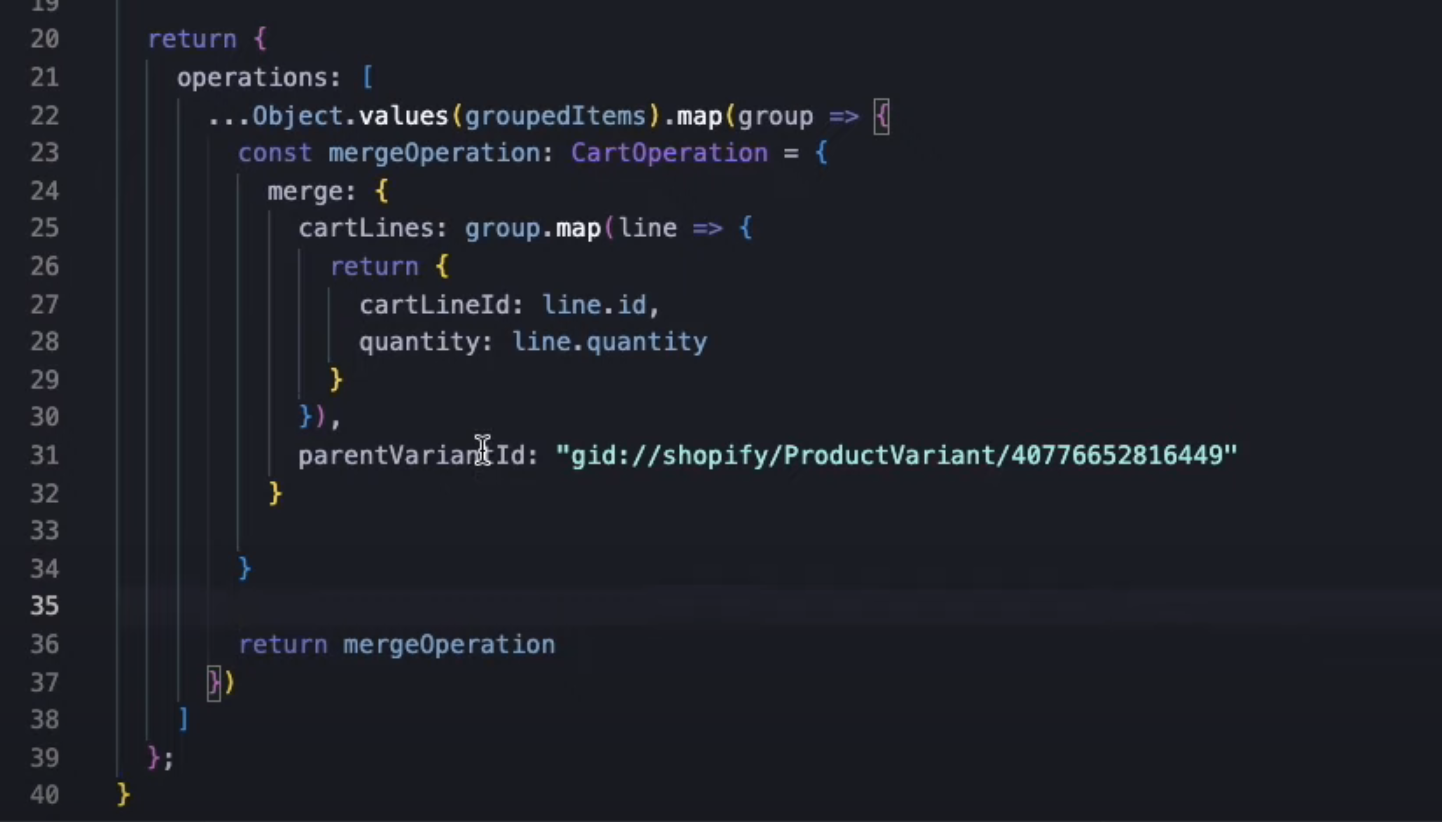 19
20 return {
21 operations: [
22 ...Object.values(groupedItems).map(group => {
23 const mergeOperation: CartOperation = {
24 merge: {
25 cartLines: group.map(line => {
26 return {
27 cartLineId: line.id,
28 quantity: line.quantity
29 }
30 }),
31 parentVariantId: "gid://shopify/ProductVariant/40776652816449"
32 }
33
34 }
35
36 return mergeOperation
37 })
38 ]
39 };
40 }